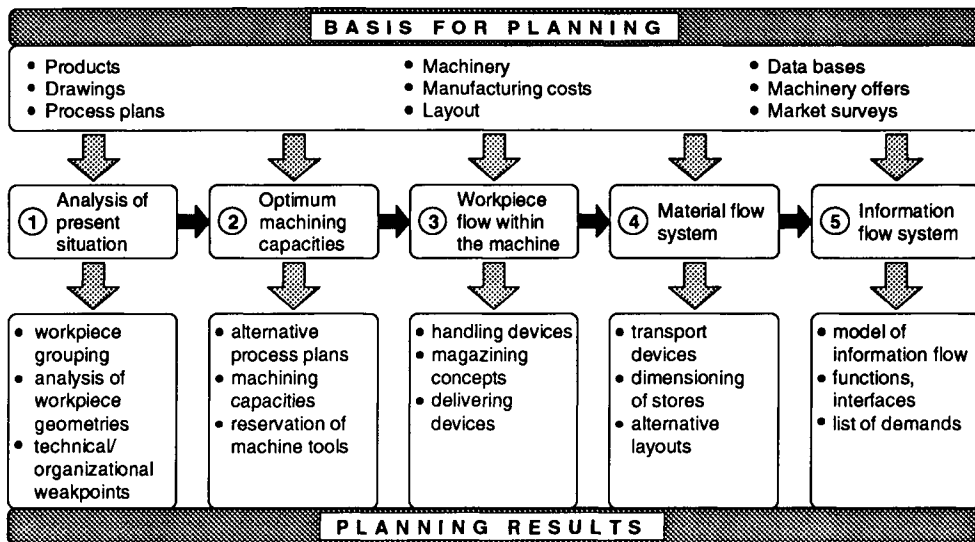 BASIS FOR PLANNING
• Products
• Drawings
• Process plans
• Machinery
• Manufacturing costs
• Layout
• Data bases
• Machinery offers
• Market surveys
1 Analysis of
present
situation
2 Optimum
machining
capacities
3 Workpiece
flow within
the machine
4 Material flow
system
5 Information
flow system
• workpiece
grouping
• analysis of
workpiece
geometries
• technical/
organizational
weakpoints
• alternative
process plans
• machining
capacities
• reservation of
machine tools
• handling devices
• magazining
concepts
• delivering
devices
• transport
devices
• dimensioning
of stores
• alternative
layouts
• model of
information flow
• functions,
interfaces
• list of demands
PLANNING RESULTS